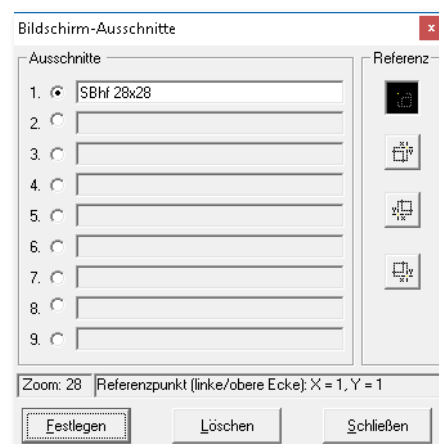 Bildschirm-Ausschnitte
x
Ausschnitte
Referenz
1. SBhf 28x28
2.
3.
4.
5.
6.
7.
8.
9.
Zoom: 28 Referenzpunkt (linke/obere Ecke): X = 1, Y = 1
Festlegen Löschen Schließen